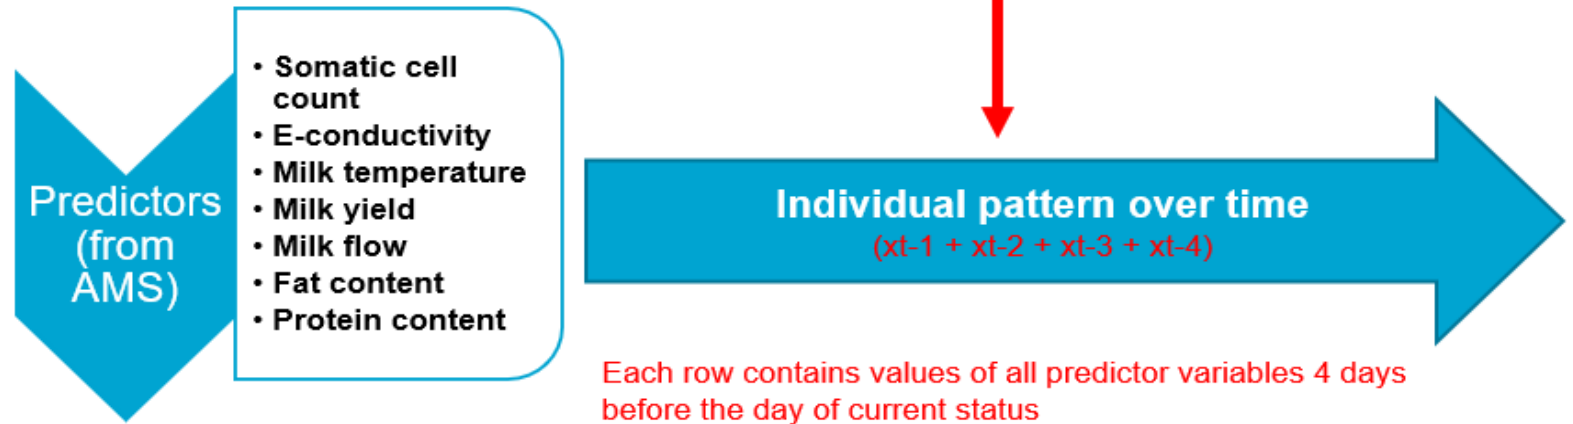 Predictors
(from
AMS)
• Somatic cell
count
• E-conductivity
• Milk temperature
• Milk yield
• Milk flow
• Fat content
• Protein content
Individual pattern over time
(xt-1 + xt-2 + xt-3 + xt-4)
Each row contains values of all predictor variables 4 days
before the day of current status